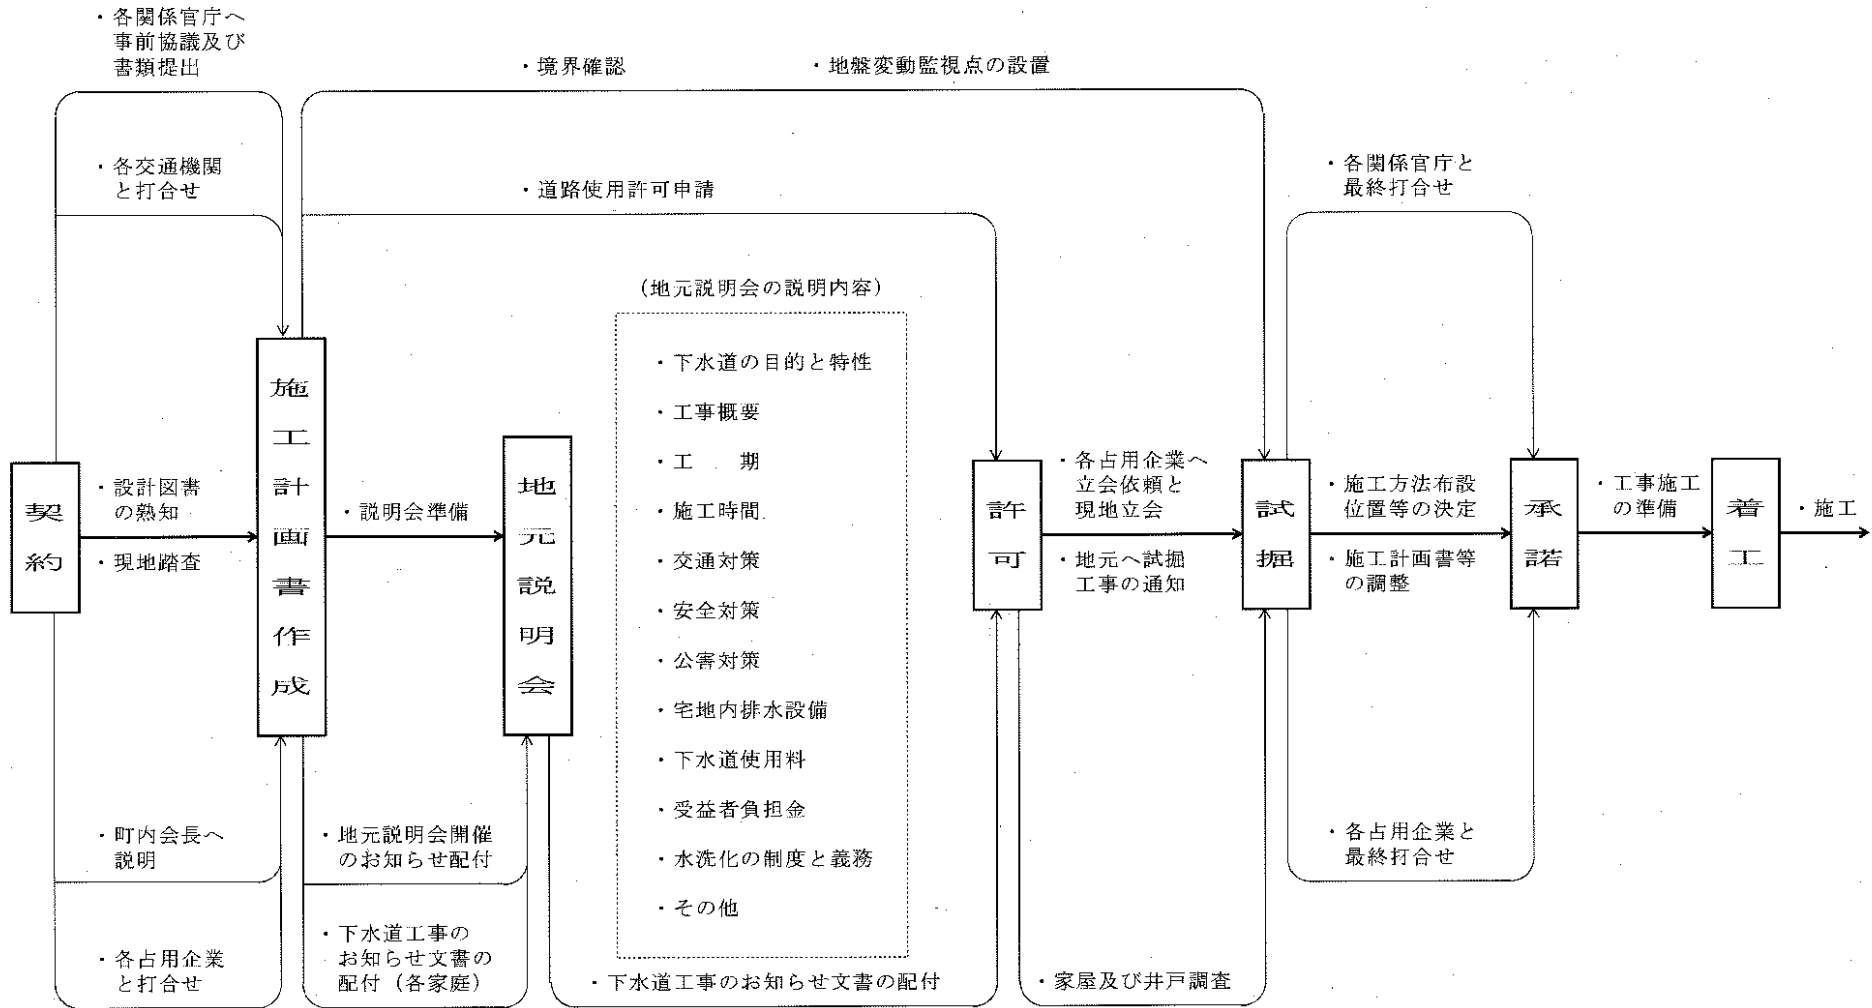 ・各関係官庁へ
事前協議及び
書類提出
・各交通機関
と打合せ
契約
・設計図書
の熟知
・現地踏査
・町内会長へ
説明
・各占用企業
と打合せ
施工計画書作成
・境界確認
・地盤変動監視点の設置
・道路使用許可申請
・説明会準備
・地元説明会開催
のお知らせ配付
・下水道工事の
お知らせ文書の
配付(各家庭)
地元説明会
(地元説明会の説明内容)
・下水道の目的と特性
・工事概要
・工 期
・施工時間
・交通対策
・安全対策
・公害対策
・宅地内排水設備
・下水道使用料
・受益者負担金
・水洗化の制度と義務
・その他
・下水道工事のお知らせ文書の配付
許可
・各占用企業へ
立会依頼と
現地立会
・地元へ試掘
工事の通知
・家屋及び井戸調査
試掘
・各関係官庁と
最終打合せ
・施工方法布設
位置等の決定
・施工計画書等
の調整
・各占用企業と
最終打合せ
承諾
・工事施工
の準備
着工
・施工